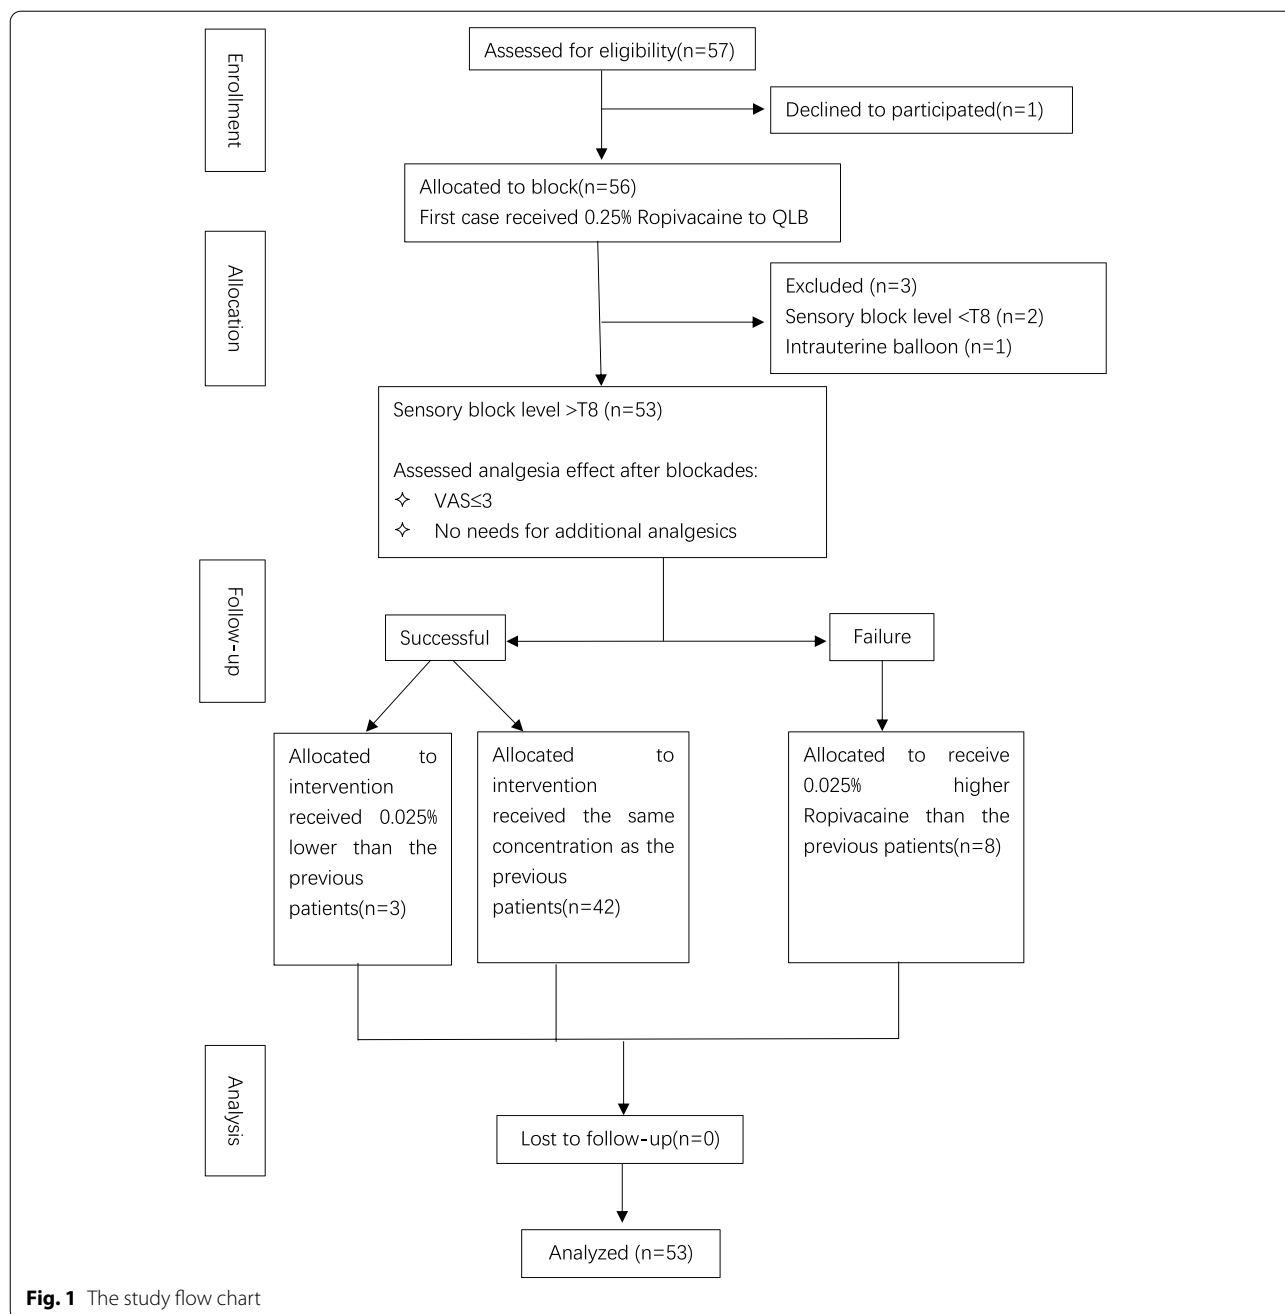 Enrollment
Assessed for eligibility(n=57)
Declined to participated(n=1)
Allocated to block(n=56)
First case received 0.25% Ropivacaine to QLB
Allocation
Excluded (n=3)
Sensory block level <T8 (n=2)
Intrauterine balloon (n=1)
Sensory block level >T8 (n=53)
Assessed analgesia effect after blockades:
✧ VAS≤3
✧ No needs for additional analgesics
Follow-up
Successful
Failure
Allocated to
intervention
received 0.025%
lower than the
previous
patients(n=3)
Allocated to
intervention
received the same
concentration as the
previous
patients(n=42)
Allocated to receive
0.025% higher
Ropivacaine than the
previous patients(n=8)
Analysis
Lost to follow-up(n=0)
Analyzed (n=53)
Fig. 1 The study flow chart